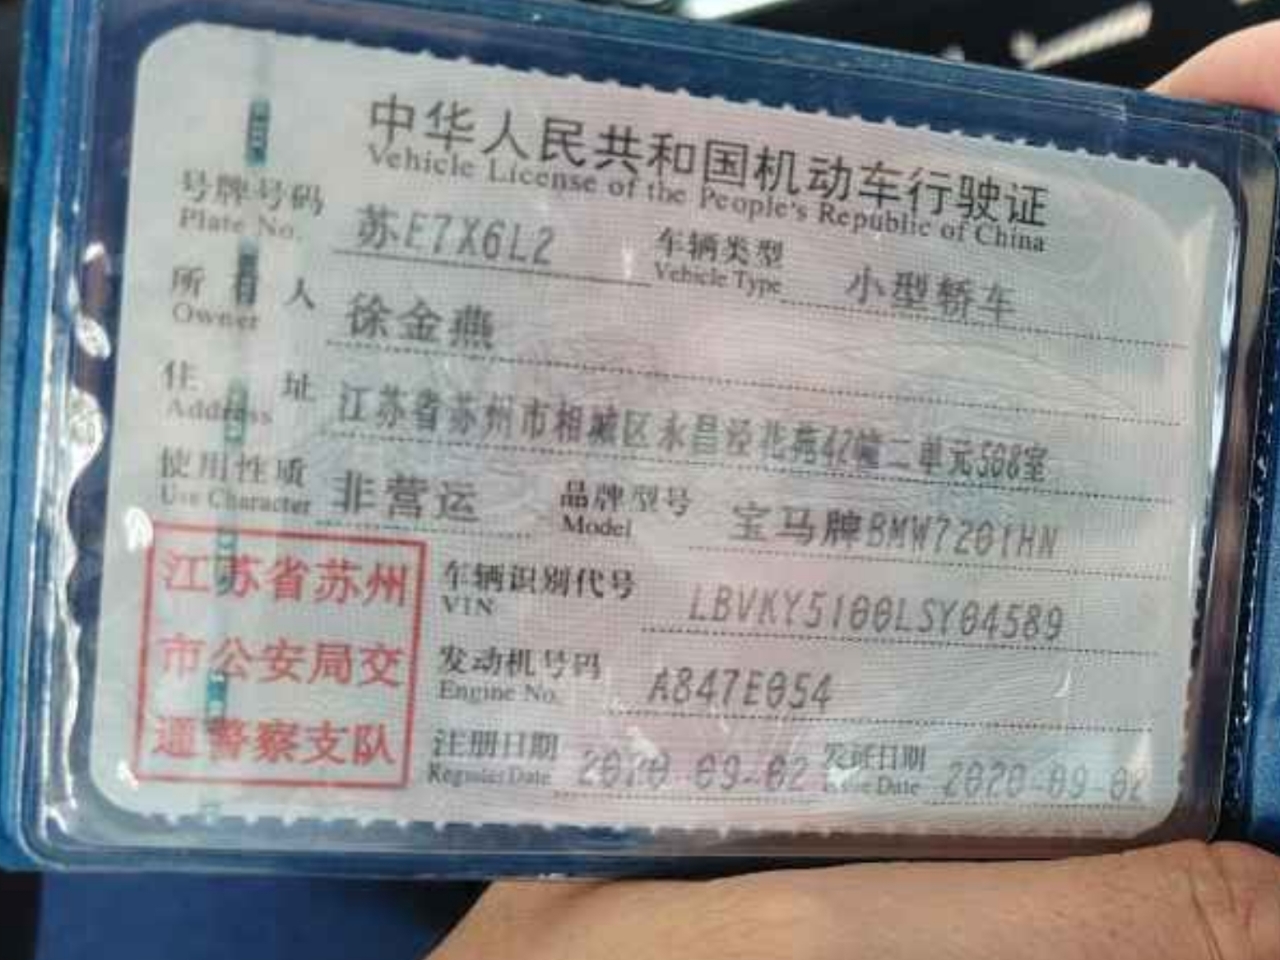 中华人民共和国机动车行驶证
Vehicle License of the People's Republic of China
号牌号码 苏E7X6L2 车辆类型 小型轿车
Plate No. Vehicle Type
所有人 徐金燕
Owner
住址 江苏省苏州市相城区永昌泾北苑42幢二单元508室
Address
使用性质 非营运 品牌型号 宝马牌BMW7201HN
Use Character Model
江苏省苏州
市公安局交
通警察支队
车辆识别代号 LBVKY5100LSY04589
VIN
发动机号码 A847E054
Engine No.
注册日期 2020-09-02 发证日期 2020-09-02
Register Date Issue Date